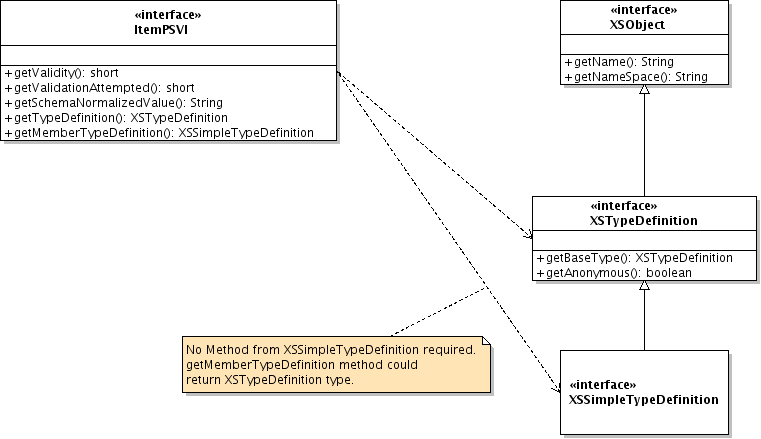 «interface»
ItemPSVI
+getValidity(): short
+getValidationAttempted(): short
+getSchemaNormalizedValue(): String
+getTypeDefinition(): XSTypeDefinition
+getMemberTypeDefinition(): XSSimpleTypeDefinition
«interface»
XSObject
+getName(): String
+getNameSpace(): String
«interface»
XSTypeDefinition
+getBaseType(): XSTypeDefinition
+getAnonymous(): boolean
No Method from XSSimpleTypeDefinition required.
getMemberTypeDefinition method could
return XSTypeDefinition type.
«interface»
XSSimpleTypeDefinition